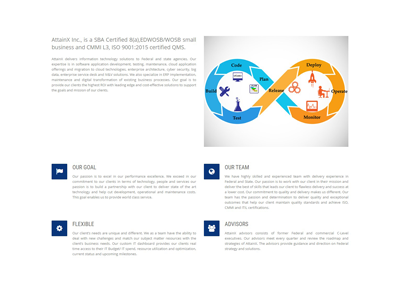 AttainX Inc., is a SBA Certified 8(a),EDWOSB/WOSB small
business and CMMI L3, ISO 9001:2015 certified QMS.
AttainX delivers information technology solutions to federal and state agencies. Our
expertise is in software application development, testing, maintenance, cloud application
offerings and migration to cloud technologies, enterprise architecture, cyber security, big
data, enterprise service desk and O&M solutions. We also specialize in ERP implementation,
maintenance and digital transformation of existing business processes. Our goal is to
provide our clients the highest ROI with leading edge and cost effective solutions to support
the goals and mission of our clients.
Code
Deploy
Plan
Build
Release
Operate
Test
Monitor
OUR GOAL
Our passion is to excel in our performance excellence. We exceed in our
commitment to our clients in terms of technology, people and services our
passion is to build a partnership with our client to deliver state of the art
technology and help cut development, operational and maintenance costs.
This goal enables us to provide world class service.
OUR TEAM
We have highly skilled and experienced team with delivery experience in
Federal and State. Our passion is to work with our client in their mission and
deliver the best of skills that leads our client to flawless delivery and success at
a lower cost. Our commitment to quality and delivery makes us different. Our
team has the passion and determination to deliver quality and exceptional
outcomes that help our client maintain quality standards and achieve ISO,
CMMI and ITIL certifications.
FLEXIBLE
Our client's needs are unique and different. We as a team have the ability to
deal with new challenges and match our subject matter resources with the
client's business needs. Our custom IT dashboard provides our clients real
time access to their IT Budget/ IT spend, resource utilization and optimization,
current status and upcoming milestones.
ADVISORS
AttainX advisors consist of former Federal and commercial C-Level
executives. Our advisors meet every quarter and review the roadmap and
strategies of AttainX. The advisors provide guidance and direction on Federal
strategy and solutions.